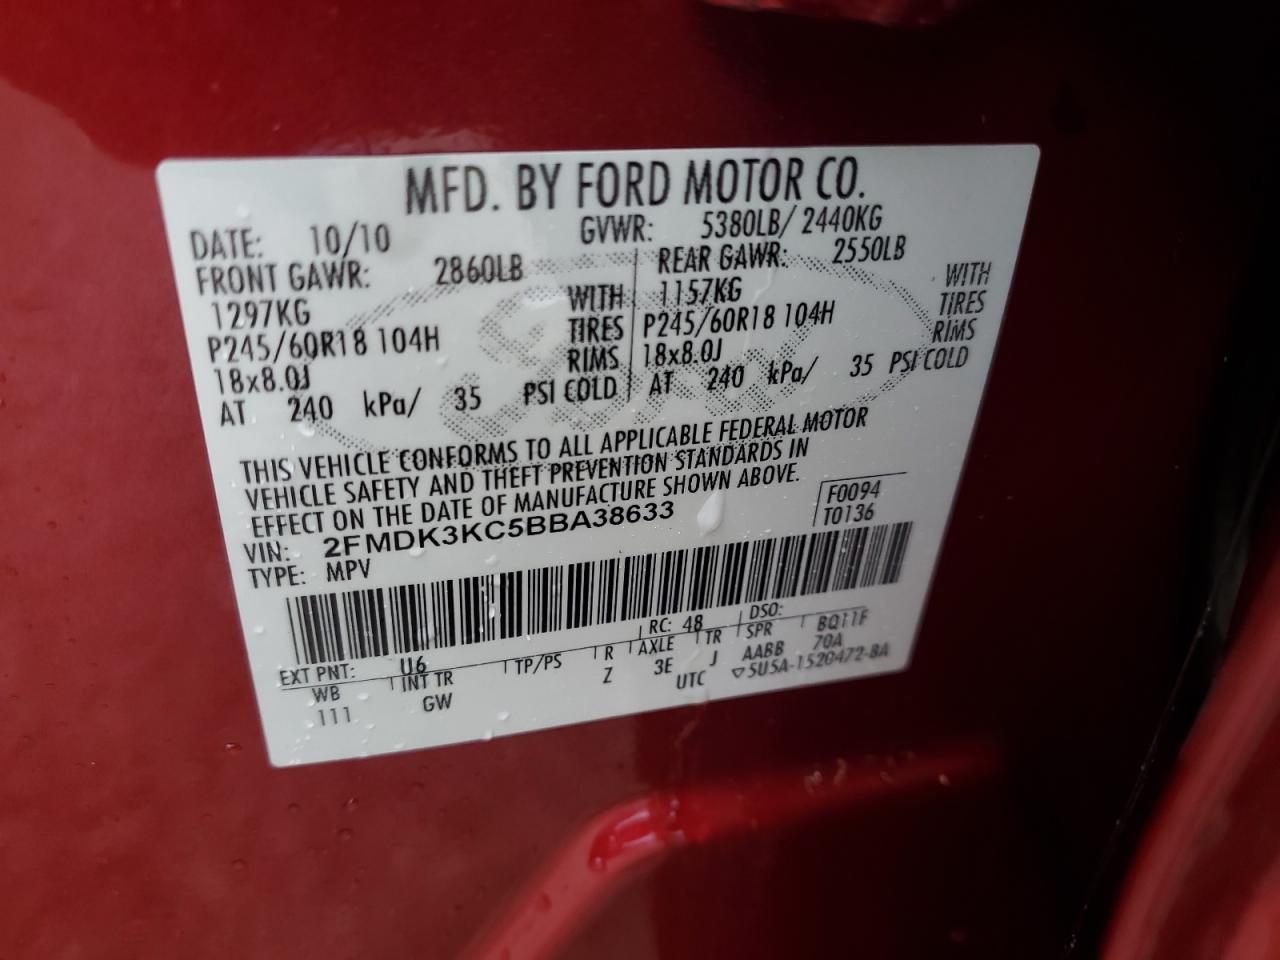 MFD. BY FORD MOTOR CO.
DATE: 10/10 GVWR: 5380LB/ 2440KG
FRONT GAWR: 2860LB REAR GAWR: 2550LB
1297KG WITH 1157KG WITH
P245/60R18 104H TIRES P245/60R18 104H TIRES
18x8.0J RIMS 18x8.0J RIMS
AT 240 kPa/ 35 PSI COLD AT 240 kPa/ 35 PSI COLD
THIS VEHICLE CONFORMS TO ALL APPLICABLE FEDERAL MOTOR
VEHICLE SAFETY AND THEFT PREVENTION STANDARDS IN
EFFECT ON THE DATE OF MANUFACTURE SHOWN ABOVE.
VIN: 2FMDK3KC5BBA38633 F0094
TYPE: MPV T0136
EXT PNT: U6 RC: 48 DSO:
WB INT TR TP/PS R AXLE TR SPR BQ11F
111 GW Z 3E J AABB 70A
UTC ▽5U5A-1520472-BA